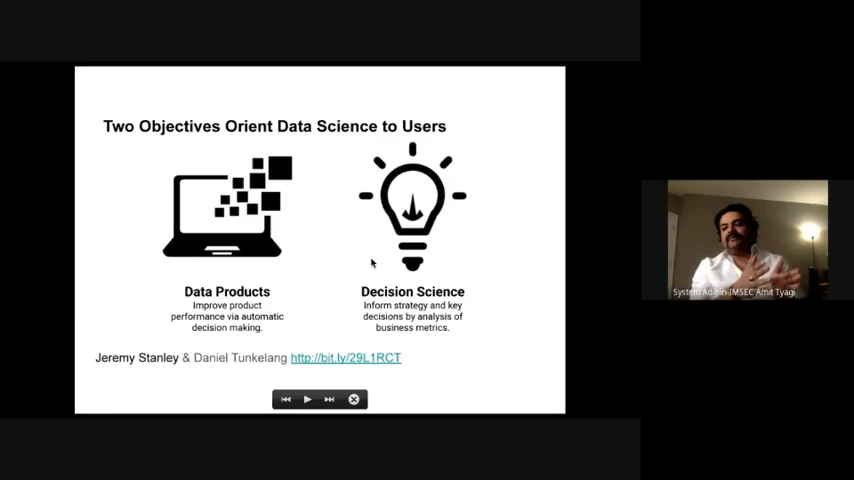 Two Objectives Orient Data Science to Users
Data Products
Improve product
performance via automatic
decision making.
Decision Science
Inform strategy and key
decisions by analysis of
business metrics.
Jeremy Stanley & Daniel Tunkelang http://bit.ly/29L1RCT
System Admin-IMSEC Amit Tyagi